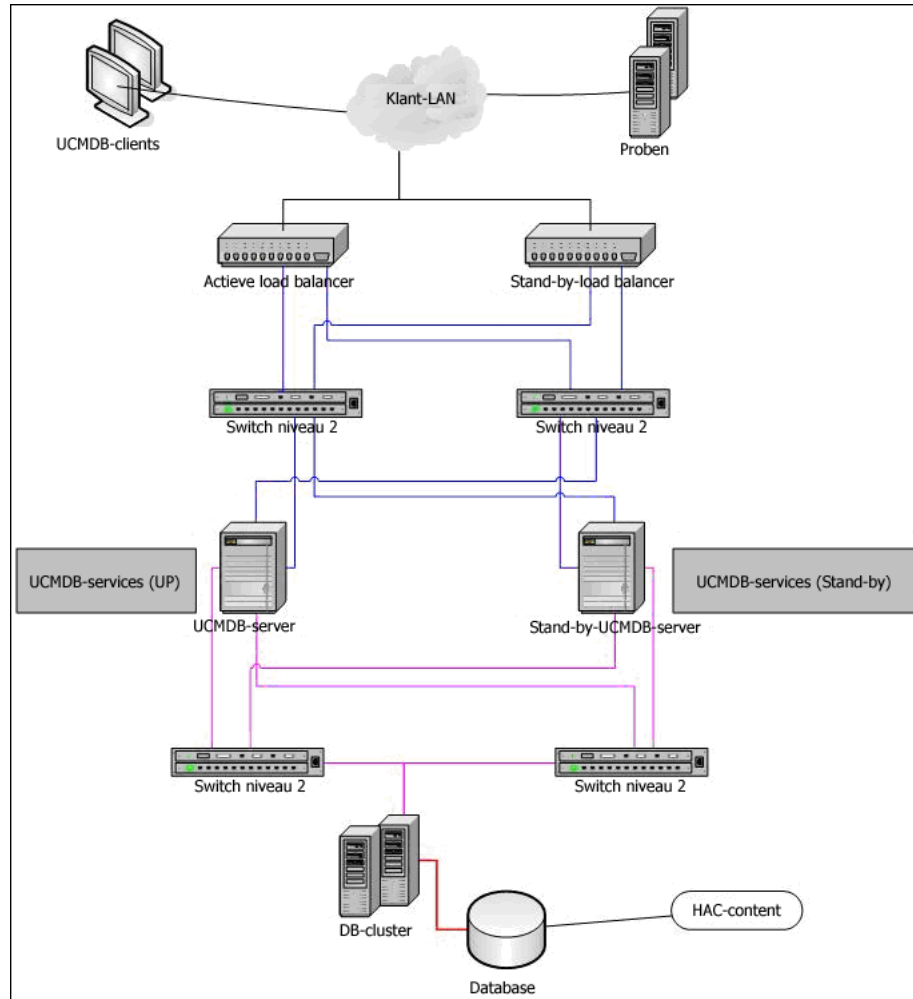 Klant-LAN
UCMDB-clients
Proben
Actieve load balancer
Stand-by-load balancer
Switch niveau 2
Switch niveau 2
UCMDB-services (UP)
UCMDB-services (Stand-by)
UCMDB-server
Stand-by-UCMDB-server
Switch niveau 2
Switch niveau 2
DB-cluster
HAC-content
Database